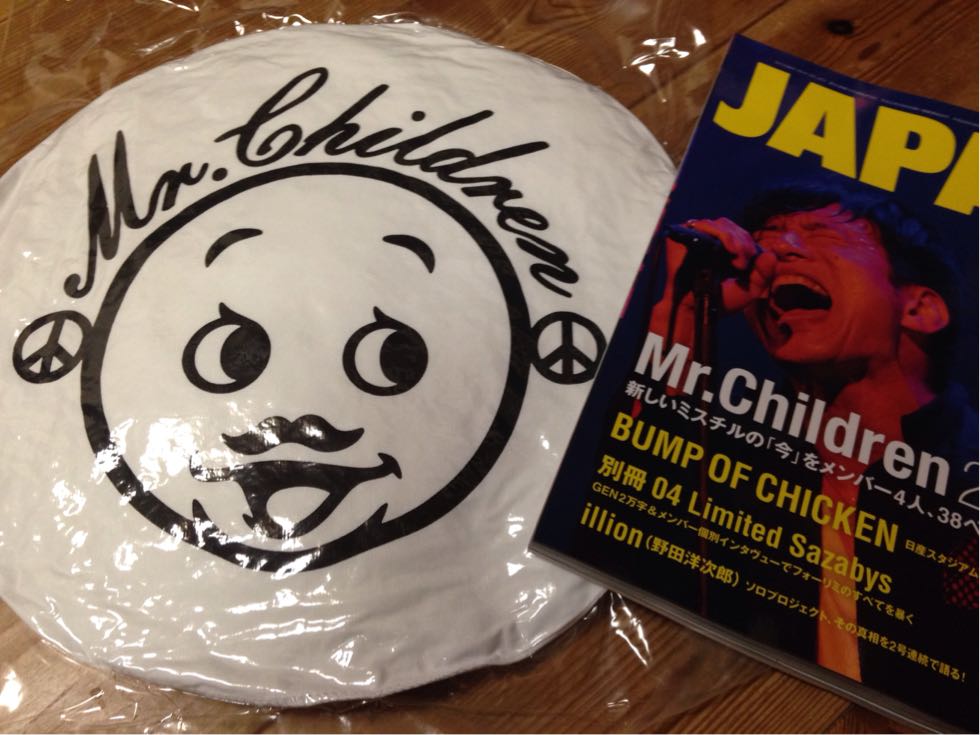 Mr. Children
JAPA
Mr.Children 2
新しいミスチルの「今」をメンバー4人、38
BUMP OF CHICKEN 日産スタジアム
別冊 04 Limited Sazabys
GEN2万字&メンバー個別インタヴューでフォーリミのすべてを暴く
illion(野田洋次郎) ソロプロジェクト、その真相を2号連続で語る!